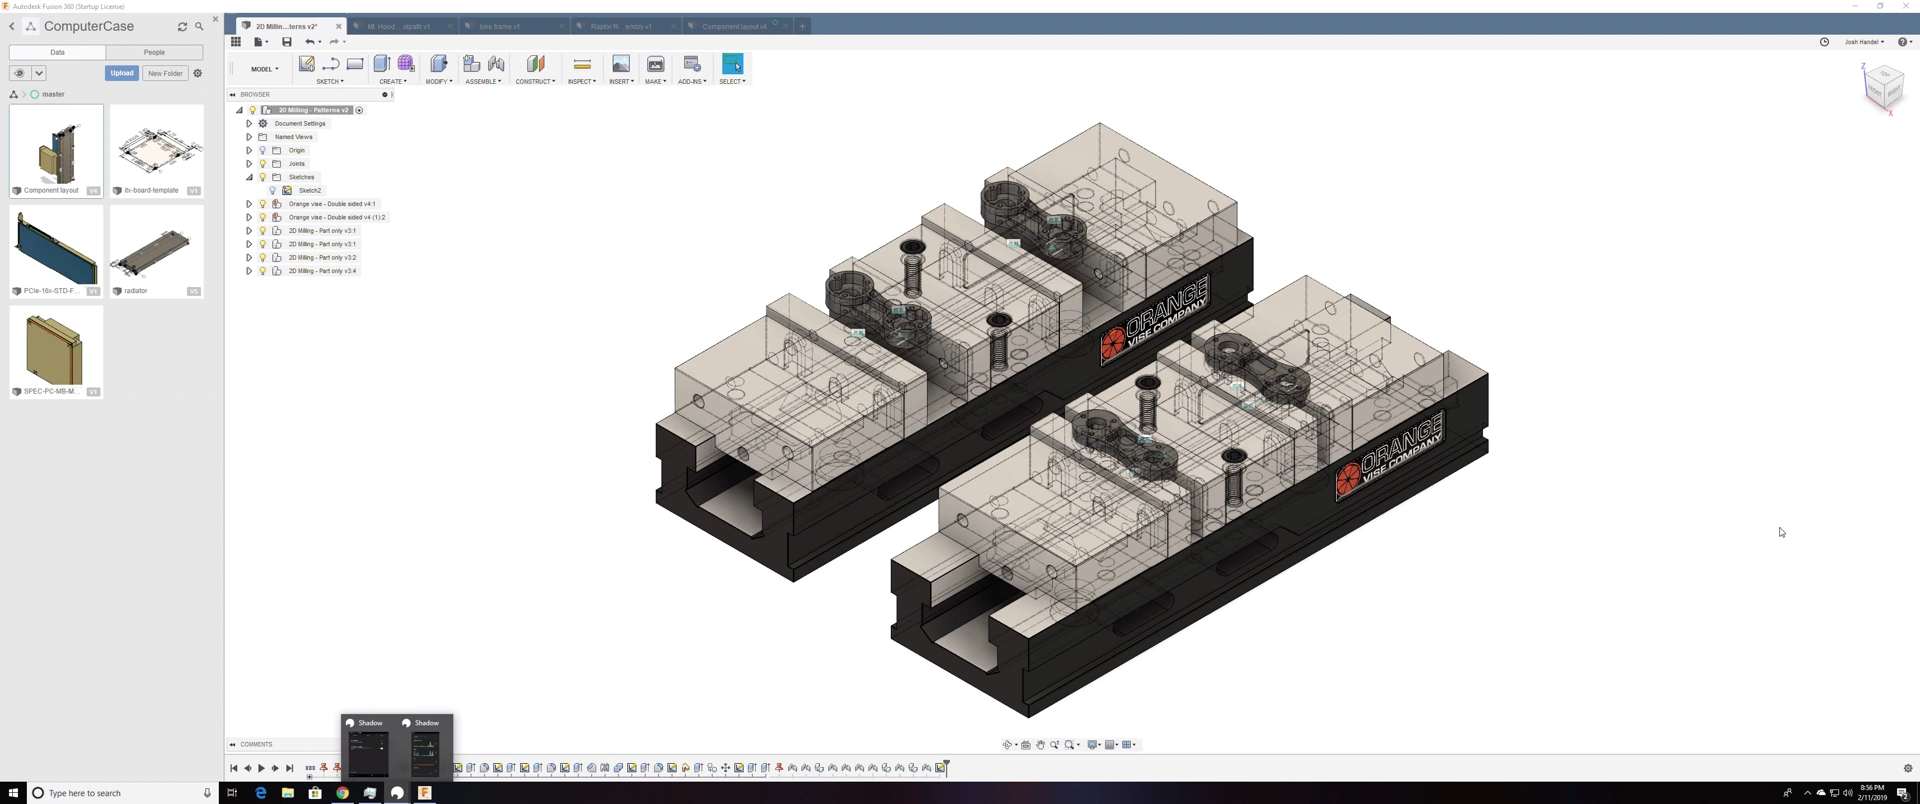 Autodesk Fusion 360 (Startup License)
ComputerCase
Data
People
Upload
New Folder
master
Component layout
V4
itx-board-template
V1
PCIe-16x-STD-F...
V1
radiator
V5
SPEC-PC-MB-M...
V1
2D Millin...terns v2*
Mt. Hood ... elpath v1
bike frame v1
Raptor R...embly v1
Component layout v4
Josh Handel
MODEL
SKETCH
CREATE
MODIFY
ASSEMBLE
CONSTRUCT
INSPECT
INSERT
MAKE
ADD-INS
SELECT
BROWSER
2D Milling - Patterns v2
Document Settings
Named Views
Origin
Joints
Sketches
Sketch2
Orange vise - Double sided v4:1
Orange vise - Double sided v4 (1):2
2D Milling - Part only v3:1
2D Milling - Part only v3:1
2D Milling - Part only v3:2
2D Milling - Part only v3:4
Z
TOP
FRONT
RIGHT
X
ORANGE
VISE COMPANY
ORANGE
VISE COMPANY
COMMENTS
Shadow
Shadow
Type here to search
8:56 PM
2/11/2019
2